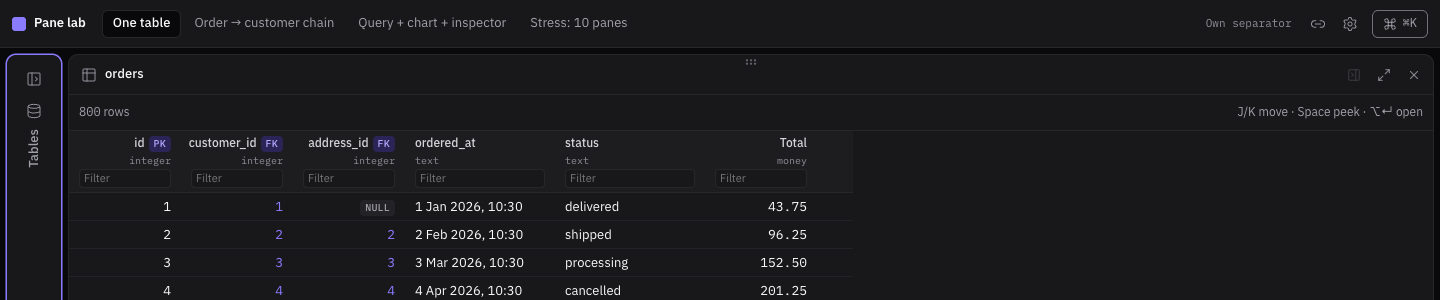 Pane lab One table Order → customer chain Query + chart + inspector Stress: 10 panes Own separator ⌘ ⌘K
orders
800 rows J/K move · Space peek · ⌥↵ open
Tables
id PK customer_id FK address_id FK ordered_at status Total
integer integer integer text text money
Filter Filter Filter Filter Filter Filter
1 1 NULL 1 Jan 2026, 10:30 delivered 43.75
2 2 2 2 Feb 2026, 10:30 shipped 96.25
3 3 3 3 Mar 2026, 10:30 processing 152.50
4 4 4 4 Apr 2026, 10:30 cancelled 201.25